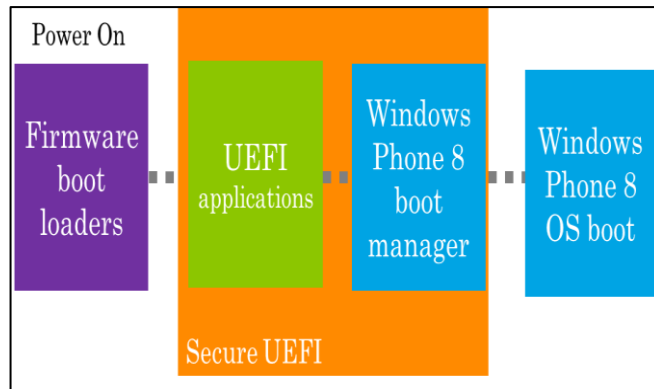 Power On
Firmware
boot
loaders
UEFI
applications
Windows
Phone 8
boot
manager
Windows
Phone 8
OS boot
Secure UEFI